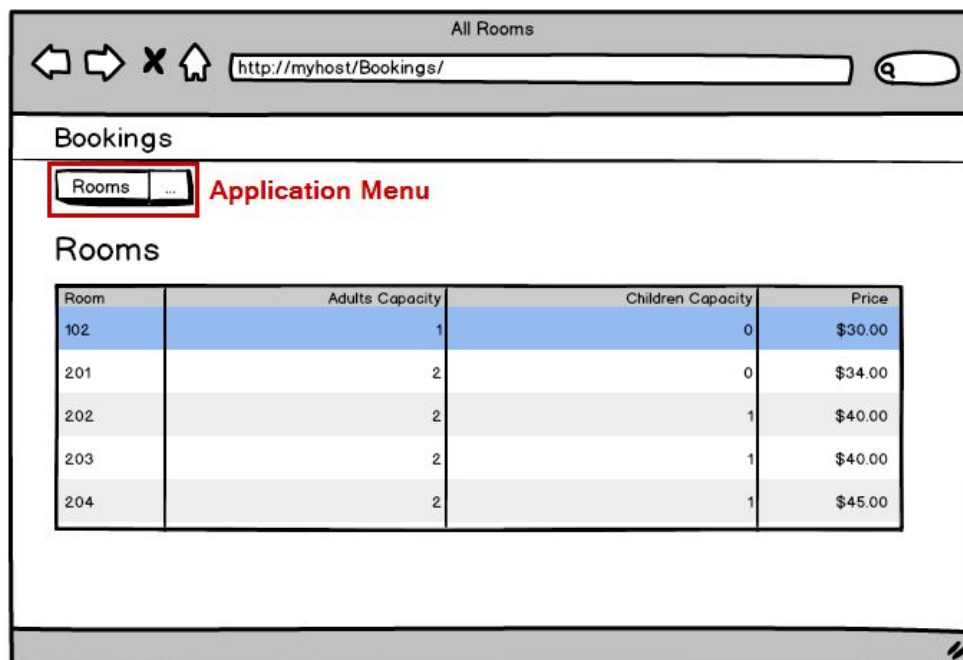 All Rooms
http://myhost/Bookings/
Bookings
Rooms ... Application Menu
Rooms
Room Adults Capacity Children Capacity Price
102 1 0 $30.00
201 2 0 $34.00
202 2 1 $40.00
203 2 1 $40.00
204 2 1 $45.00